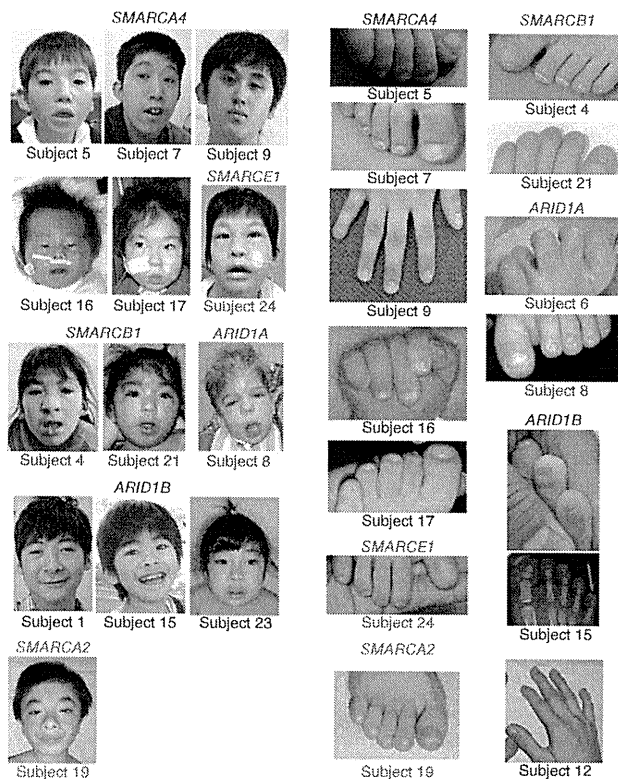 SMARCA4
Subject 5 Subject 7 Subject 9
SMARCE1
Subject 16 Subject 17 Subject 24
SMARCB1 ARID1A
Subject 4 Subject 21 Subject 8
ARID1B
Subject 1 Subject 15 Subject 23
SMARCA2
Subject 19
SMARCA4
Subject 5
Subject 7
Subject 9
Subject 16
Subject 17
SMARCE1
Subject 24
SMARCA2
Subject 19
SMARCB1
Subject 4
Subject 21
ARID1A
Subject 6
Subject 8
ARID1B
Subject 15
Subject 12